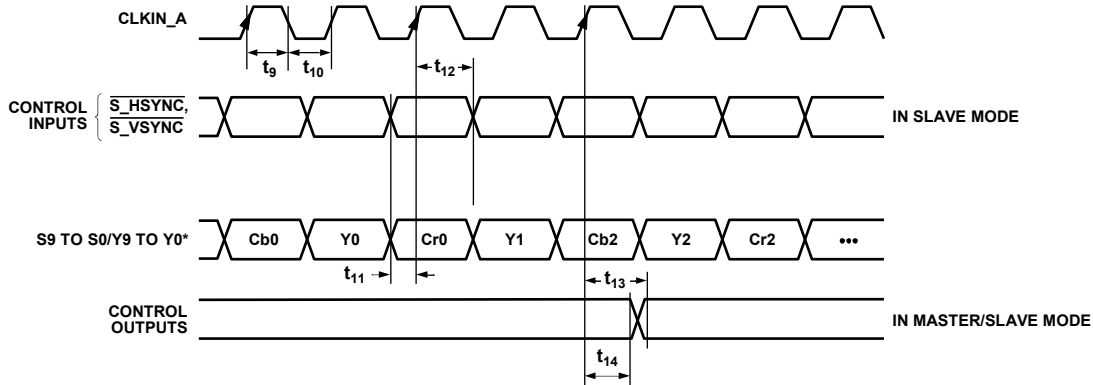 CLKIN_A
t9
t10
t12
CONTROL INPUTS
S_HSYNC,
S_VSYNC
IN SLAVE MODE
S9 TO S0/Y9 TO Y0*
Cb0
Y0
Cr0
Y1
Cb2
Y2
Cr2
•••
t11
t13
CONTROL
OUTPUTS
IN MASTER/SLAVE MODE
t14